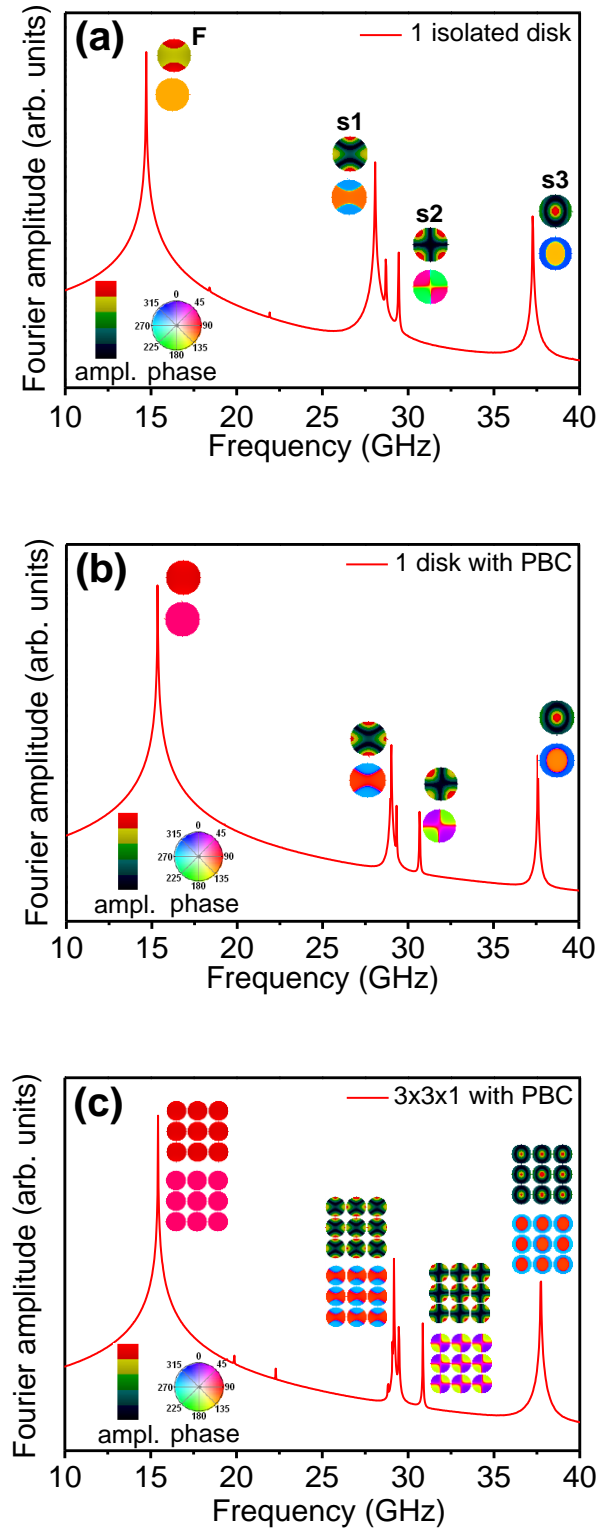 (a)
F
1 isolated disk
s1
s2
s3
Fourier amplitude (arb. units)
0
45
90
135
180
225
270
315
ampl. phase
10 15 20 25 30 35 40
Frequency (GHz)
(b)
1 disk with PBC
Fourier amplitude (arb. units)
0
45
90
135
180
225
270
315
ampl. phase
10 15 20 25 30 35 40
Frequency (GHz)
(c)
3x3x1 with PBC
Fourier amplitude (arb. units)
0
45
90
135
180
225
270
315
ampl. phase
10 15 20 25 30 35 40
Frequency (GHz)